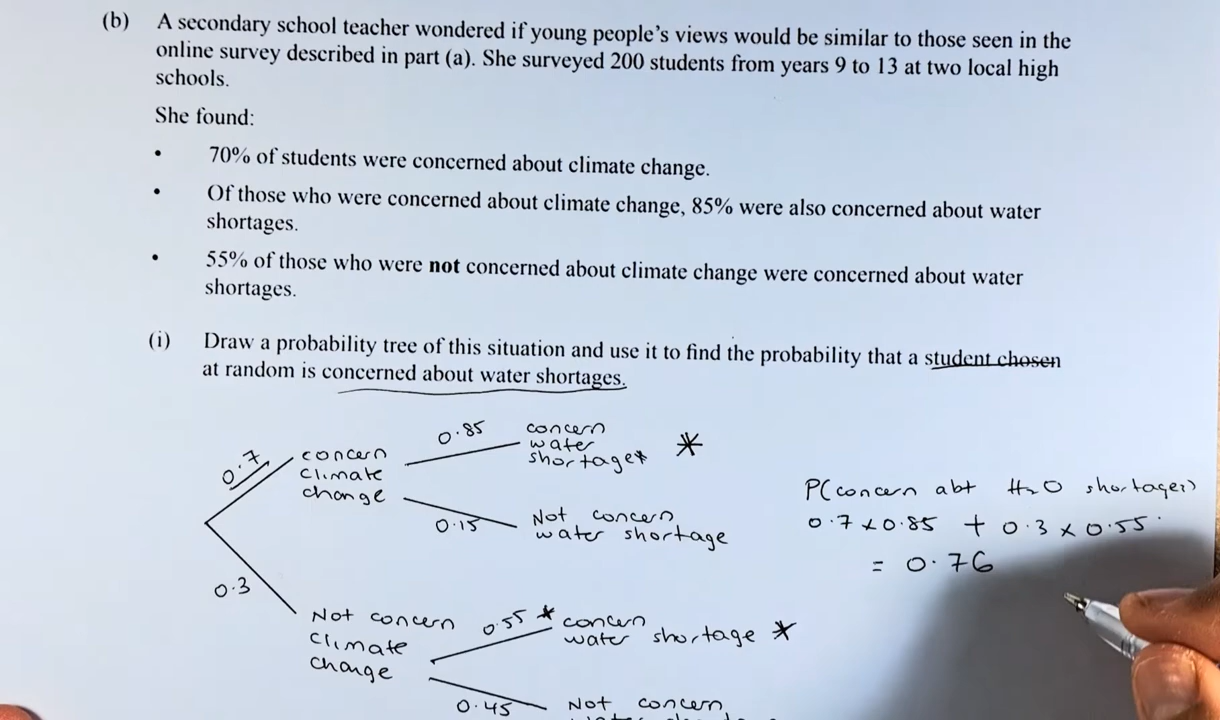 (b) A secondary school teacher wondered if young people's views would be similar to those seen in the
online survey described in part (a). She surveyed 200 students from years 9 to 13 at two local high
schools.
She found:
• 70% of students were concerned about climate change.
• Of those who were concerned about climate change, 85% were also concerned about water
shortages.
• 55% of those who were not concerned about climate change were concerned about water
shortages.
(i) Draw a probability tree of this situation and use it to find the probability that a student chosen
at random is concerned about water shortages.
0.7
concern
climate
change
0.85
concern
water
shortage* *
0.15
Not concern
water shortage
P(concern abt H2O shortages)
0.7 x 0.85 + 0.3 x 0.55
= 0.76
0.3
Not concern
climate
change
0.55 *
concern
water shortage *
0.45
Not concern